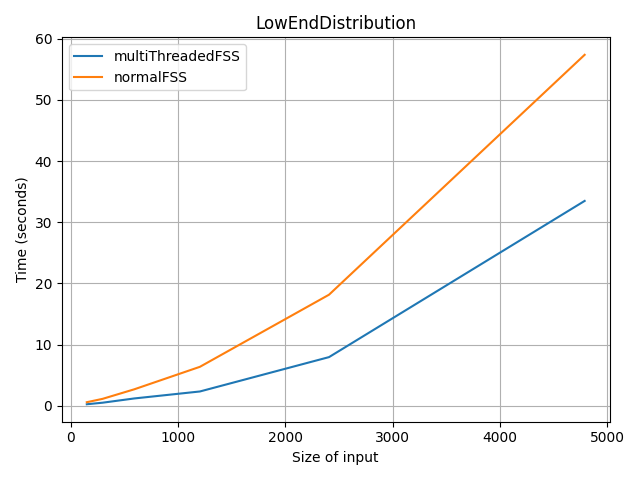 LowEndDistribution
multiThreadedFSS
normalFSS
60
50
40
30
20
10
0
Time (seconds)
0 1000 2000 3000 4000 5000
Size of input